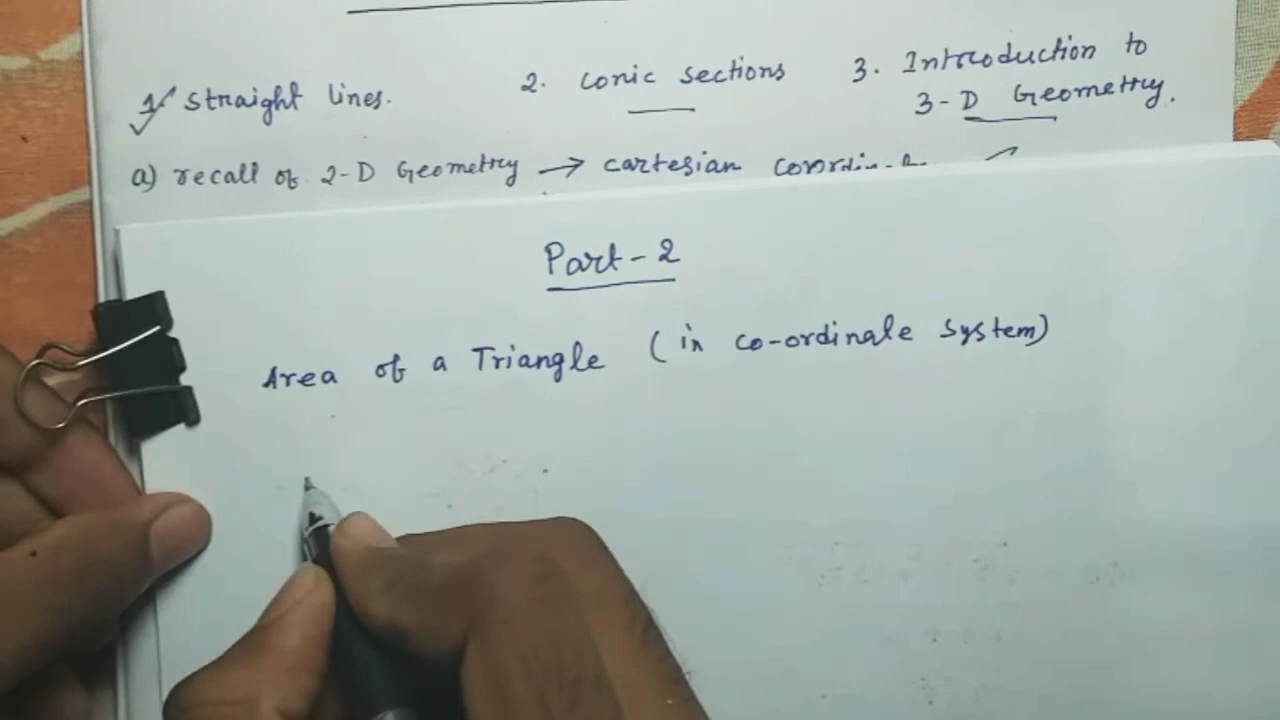 1. Straight lines. 2. conic sections 3. Introduction to
3-D Geometry.
a) recall of 2-D Geometry → cartesian
Part-2
Area of a Triangle (in co-ordinate system)